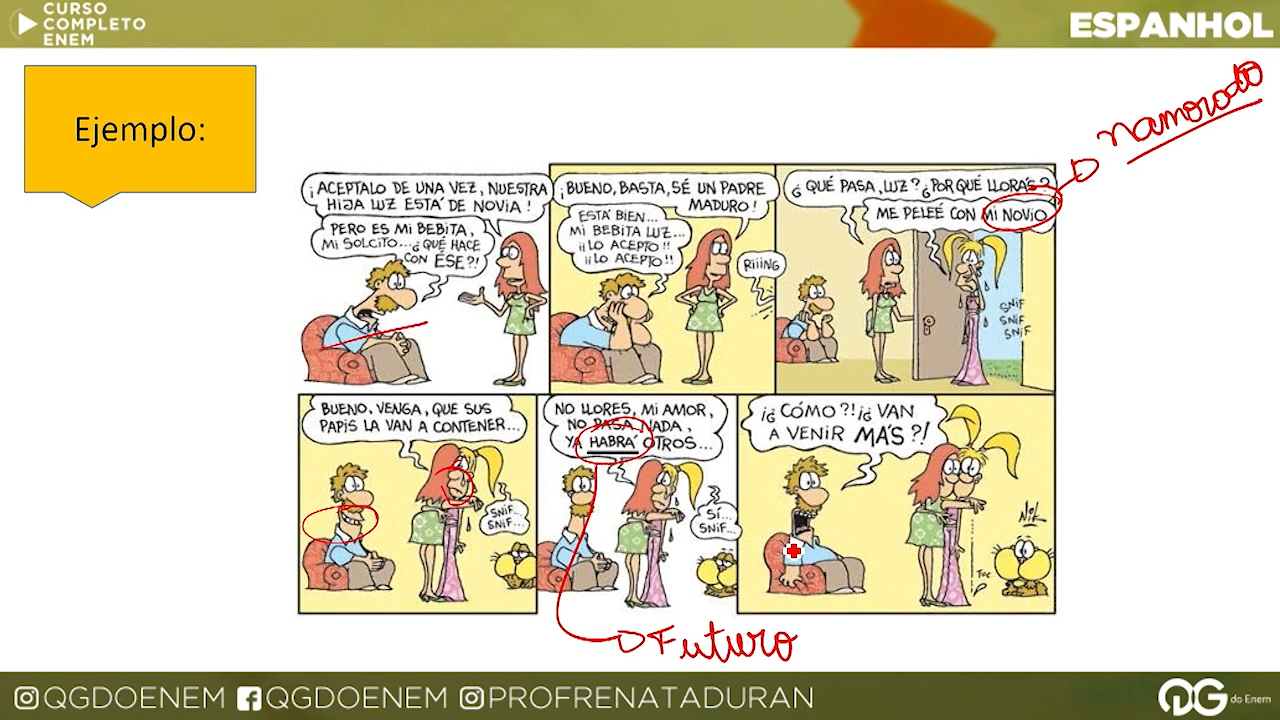 CURSO
COMPLETO
ENEM
ESPANHOL
Ejemplo:
Namorado
¡ACEPTALO DE UNA VEZ, NUESTRA
HIJA LUZ ESTÁ DE NOVIA!
PERO ES MI BEBITA,
MI SOLCITO...¿QUÉ HACE
CON ÉSE?!
¡BUENO, BASTA, SÉ UN PADRE
MADURO!
ESTÁ BIEN...
MI BEBITA LUZ...
¡¡LO ACEPTO!!
¡¡LO ACEPTO!!
RIIING
¿QUÉ PASA, LUZ? ¿POR QUÉ LLORÁS?
ME PELEÉ CON MI NOVIO
SNIF
SNIF
SNIF
BUENO, VENGA, QUE SUS
PAPIS LA VAN A CONTENER...
SNIF...
SNIF...
NO LLORES, MI AMOR,
NO PASA NADA,
YA HABRÁ OTROS...
SÍ...
SNIF...
¡¿CÓMO?!¡¿VAN
A VENIR MÁS?!
NiK
TOC
Futuro
@QGDOENEM
@QGDOENEM
@PROFRENATADURAN
QG do Enem